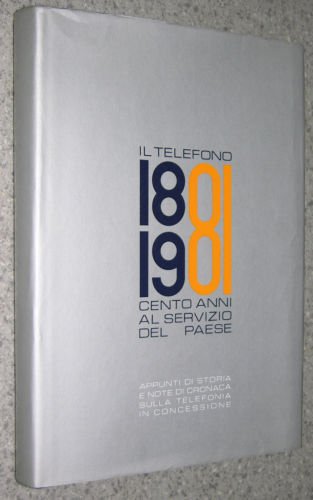 IL TELEFONO
1881
1981
CENTO ANNI
AL SERVIZIO
DEL PAESE
APPUNTI DI STORIA
E NOTE DI CRONACA
SULLA TELEFONIA
IN CONCESSIONE